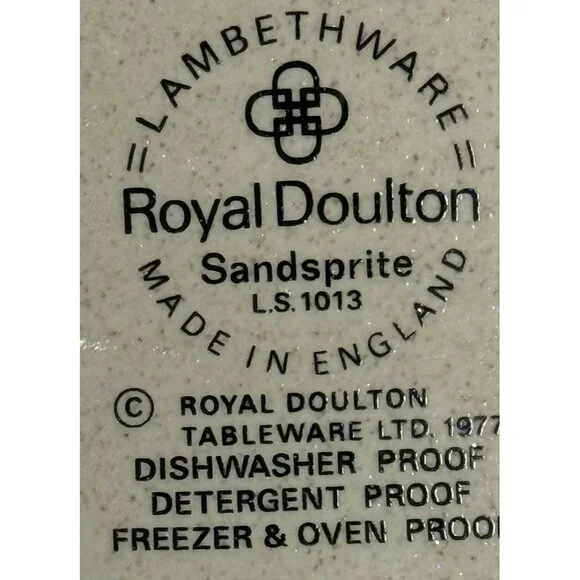 = LAMBETHWARE =
Royal Doulton
Sandsprite
L.S.1013
MADE IN ENGLAND
© ROYAL DOULTON
TABLEWARE LTD. 1977
DISHWASHER PROOF
DETERGENT PROOF
FREEZER & OVEN PROOF